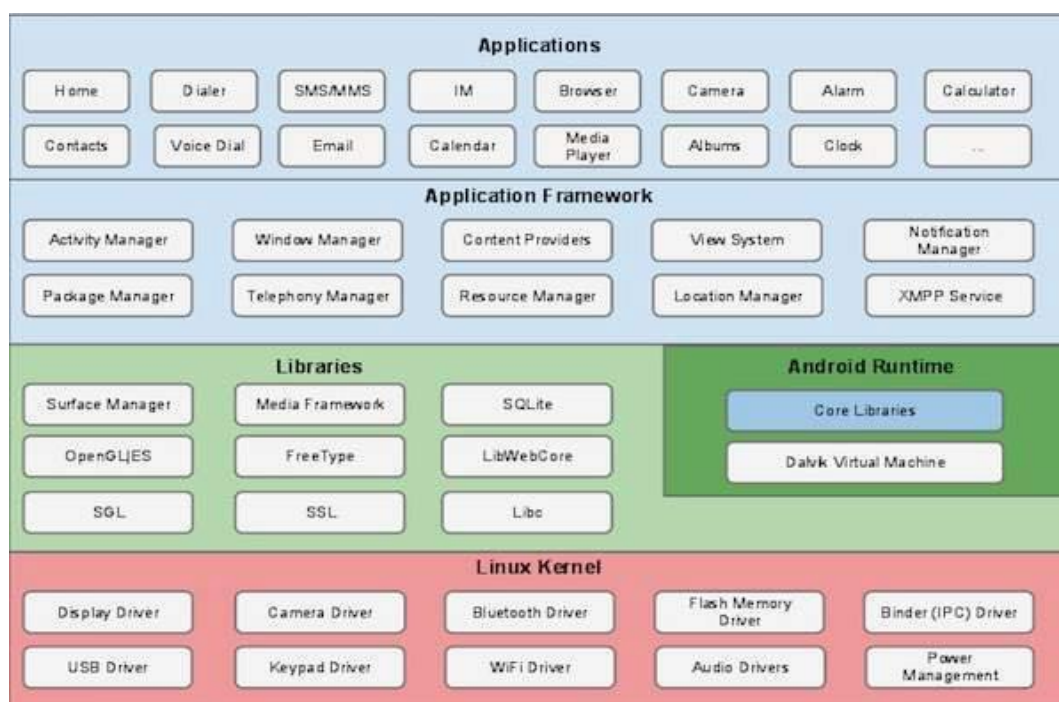 Applications
Home Dialer SMS/MMS IM Browser Camera Alarm Calculator
Contacts Voice Dial Email Calendar Media Player Albums Clock ...
Application Framework
Activity Manager Window Manager Content Providers View System Notification Manager
Package Manager Telephony Manager Resource Manager Location Manager XMPP Service
Libraries Android Runtime
Surface Manager Media Framework SQLite Core Libraries
OpenGL|ES FreeType LibWebCore Dalvik Virtual Machine
SGL SSL Libc
Linux Kernel
Display Driver Camera Driver Bluetooth Driver Flash Memory Driver Binder (IPC) Driver
USB Driver Keypad Driver WiFi Driver Audio Drivers Power Management